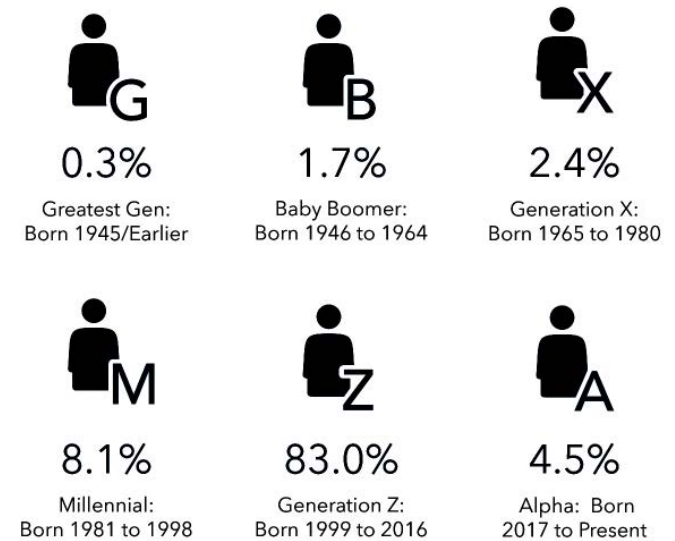 G
B
X
0.3%
1.7%
2.4%
Greatest Gen:
Born 1945/Earlier
Baby Boomer:
Born 1946 to 1964
Generation X:
Born 1965 to 1980
M
Z
A
8.1%
83.0%
4.5%
Millennial:
Born 1981 to 1998
Generation Z:
Born 1999 to 2016
Alpha:  Born
2017 to Present